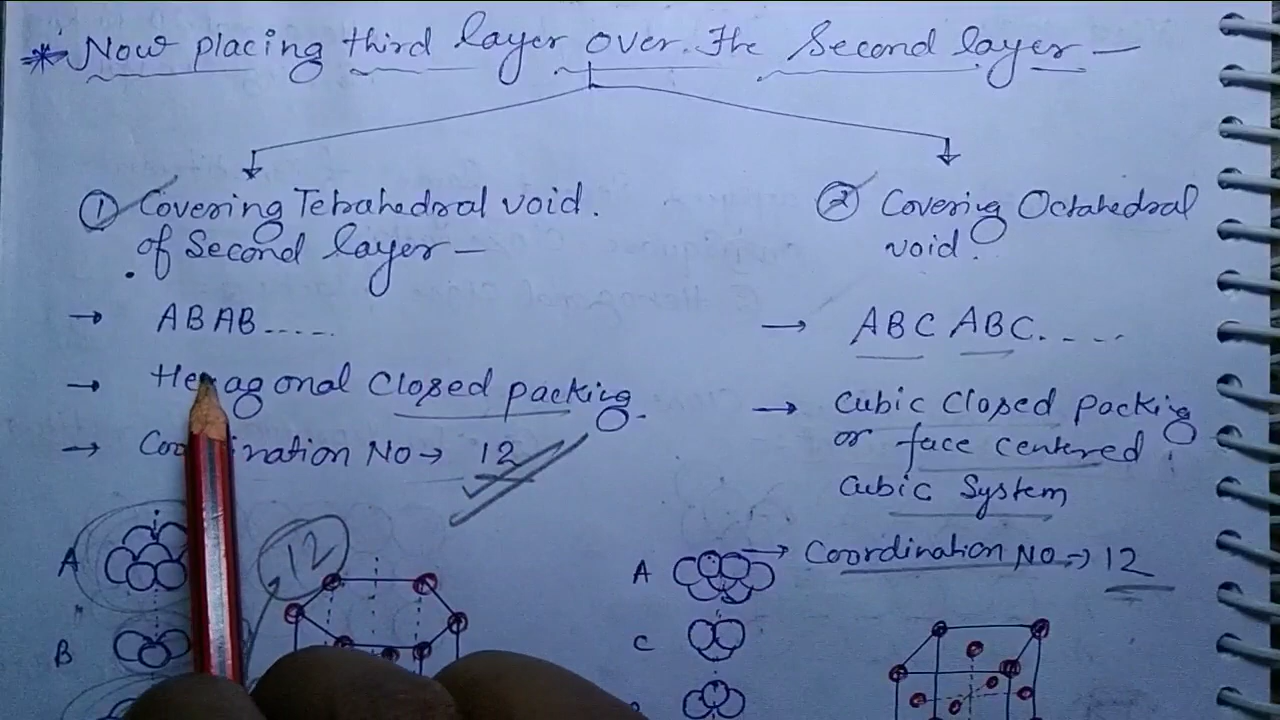 * Now placing third layer over the Second layer —
① Covering Tetrahedral void.
of Second layer —
→ ABAB.....
→ Hexagonal Closed packing.
→ Coordination No → 12
12
A
B
② Covering Octahedral
void.
→ ABC ABC.....
→ Cubic Closed packing
or face centered
Cubic System
→ Coordination No. → 12
A
C